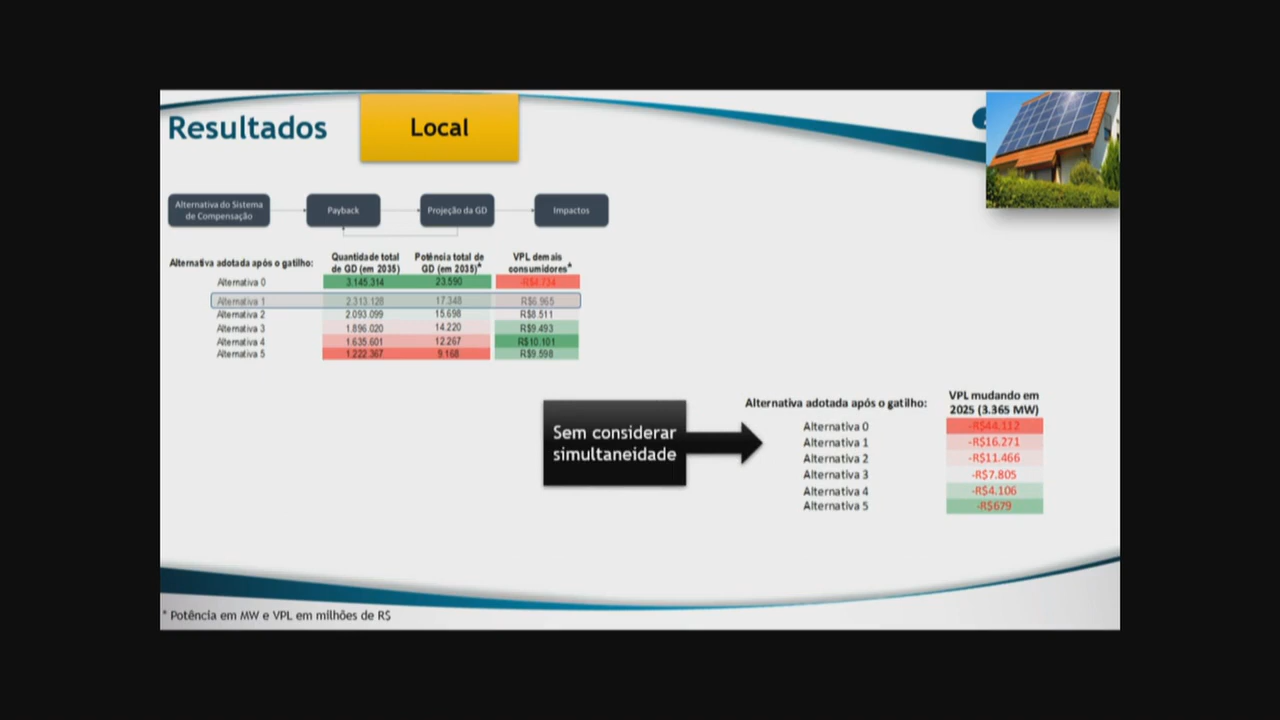 Resultados
Local
Alternativa do Sistema de Compensação
Payback
Projeção da GD
Impactos
Alternativa adotada após o gatilho: Quantidade total de GD (em 2035) Potência total de GD (em 2035)* VPL demais consumidores*
Alternativa 0 3.145.314 23.590 -R$4.734
Alternativa 1 2.313.128 17.348 R$6.965
Alternativa 2 2.093.099 15.698 R$8.511
Alternativa 3 1.896.020 14.220 R$9.493
Alternativa 4 1.635.601 12.267 R$10.101
Alternativa 5 1.222.367 9.168 R$9.598
Sem considerar
simultaneidade
Alternativa adotada após o gatilho: VPL mudando em 2025 (3.365 MW)
Alternativa 0 -R$44.112
Alternativa 1 -R$16.271
Alternativa 2 -R$11.466
Alternativa 3 -R$7.805
Alternativa 4 -R$4.106
Alternativa 5 -R$679
* Potência em MW e VPL em milhões de R$